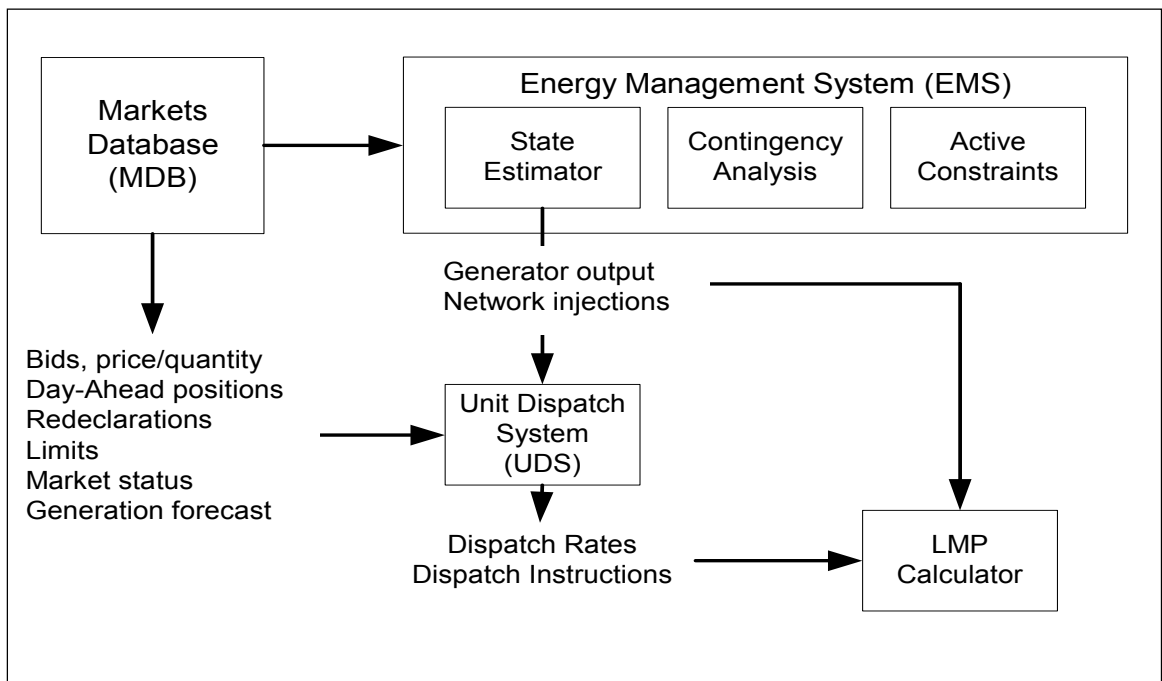 Markets
Database
(MDB)
Energy Management System (EMS)
State
Estimator
Contingency
Analysis
Active
Constraints
Generator output
Network injections
Bids, price/quantity
Day-Ahead positions
Redeclarations
Limits
Market status
Generation forecast
Unit Dispatch
System
(UDS)
Dispatch Rates
Dispatch Instructions
LMP
Calculator